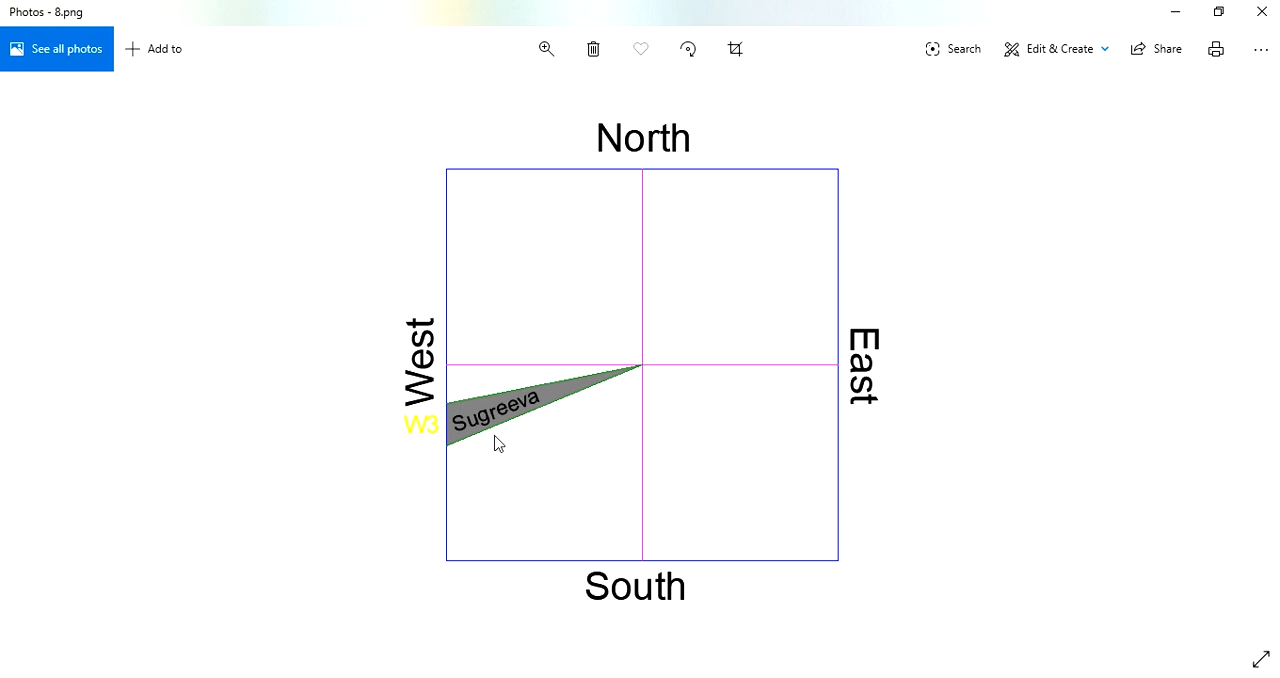 Photos - 8.png
See all photos
Add to
Search
Edit & Create
Share
North
West
East
W3
Sugreeva
South